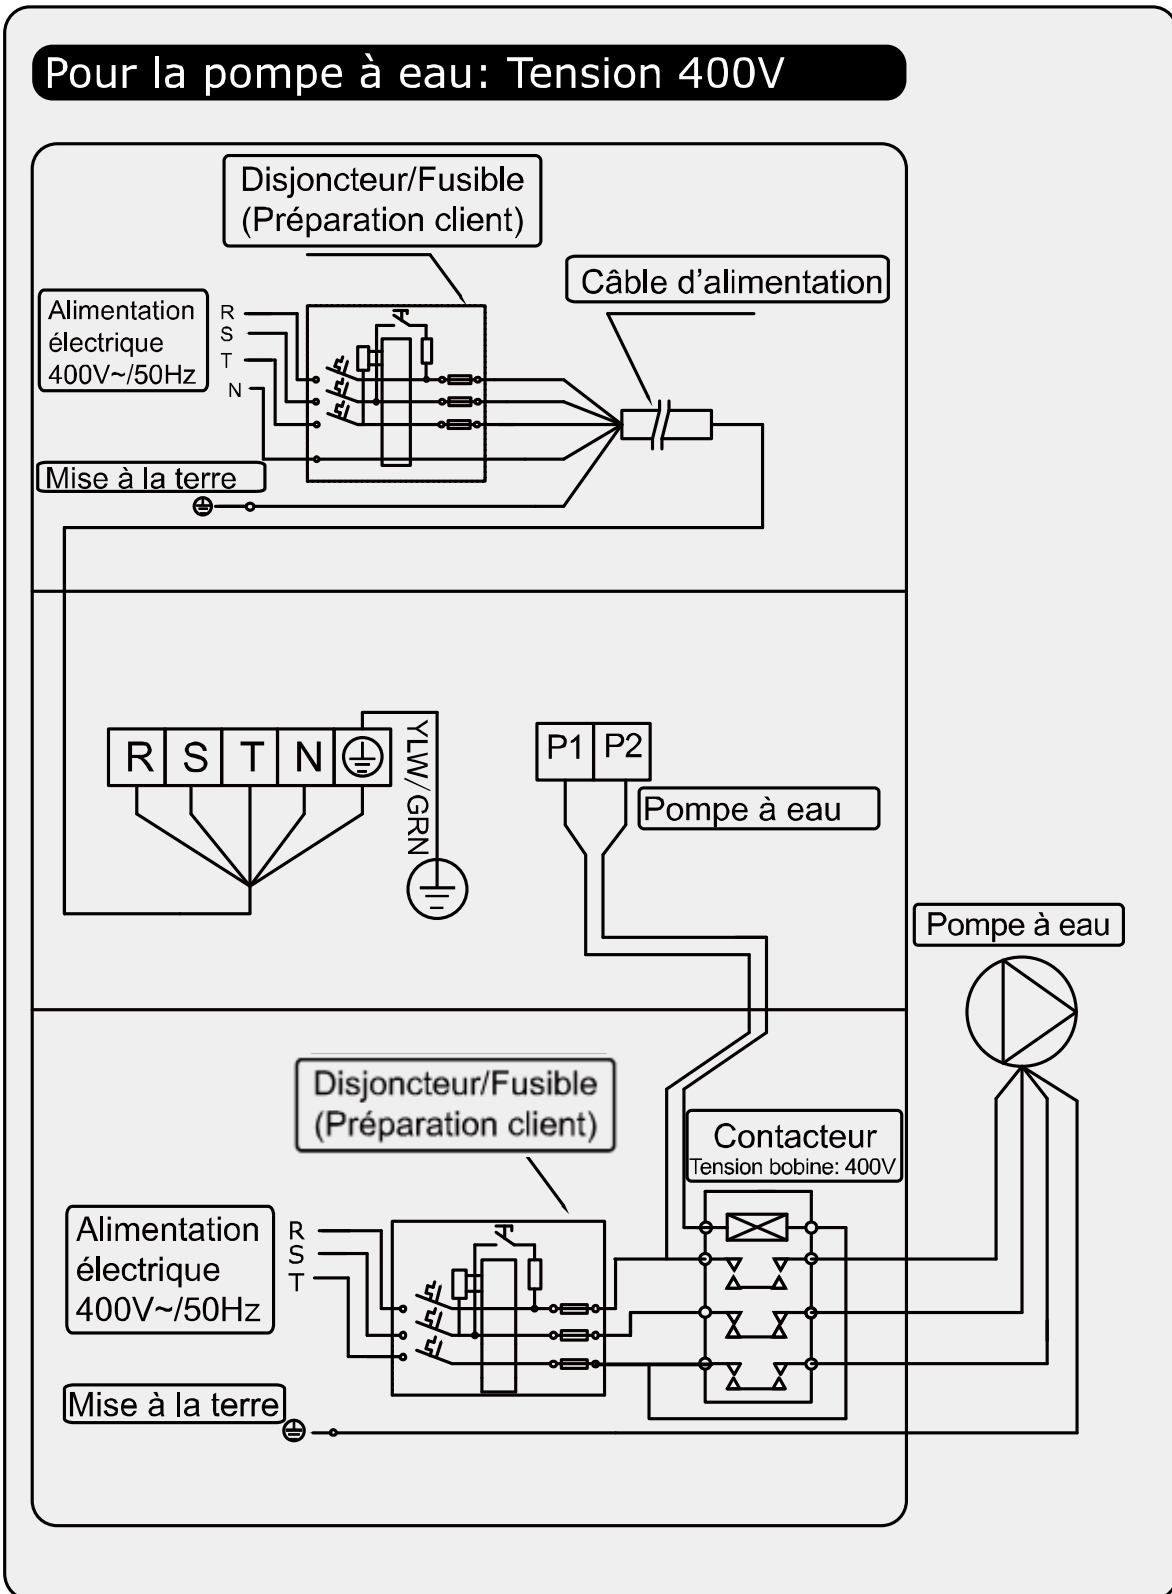 Pour la pompe à eau: Tension 400V
Disjoncteur/Fusible
(Préparation client)
Câble d'alimentation
Alimentation
électrique
400V~/50Hz
R
S
T
N
Mise à la terre
R S T N
YLW/GRN
P1 P2
Pompe à eau
Pompe à eau
Disjoncteur/Fusible
(Préparation client)
Contacteur
Tension bobine: 400V
Alimentation
électrique
400V~/50Hz
R
S
T
Mise à la terre